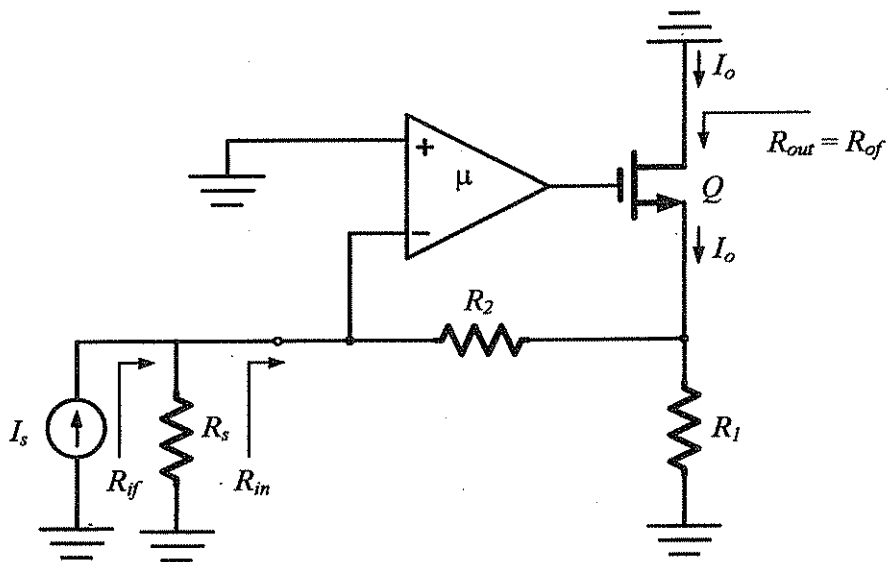 I_o
R_out = R_of
+
μ
Q
−
I_o
R_2
I_s
R_s
R_1
R_if
R_in